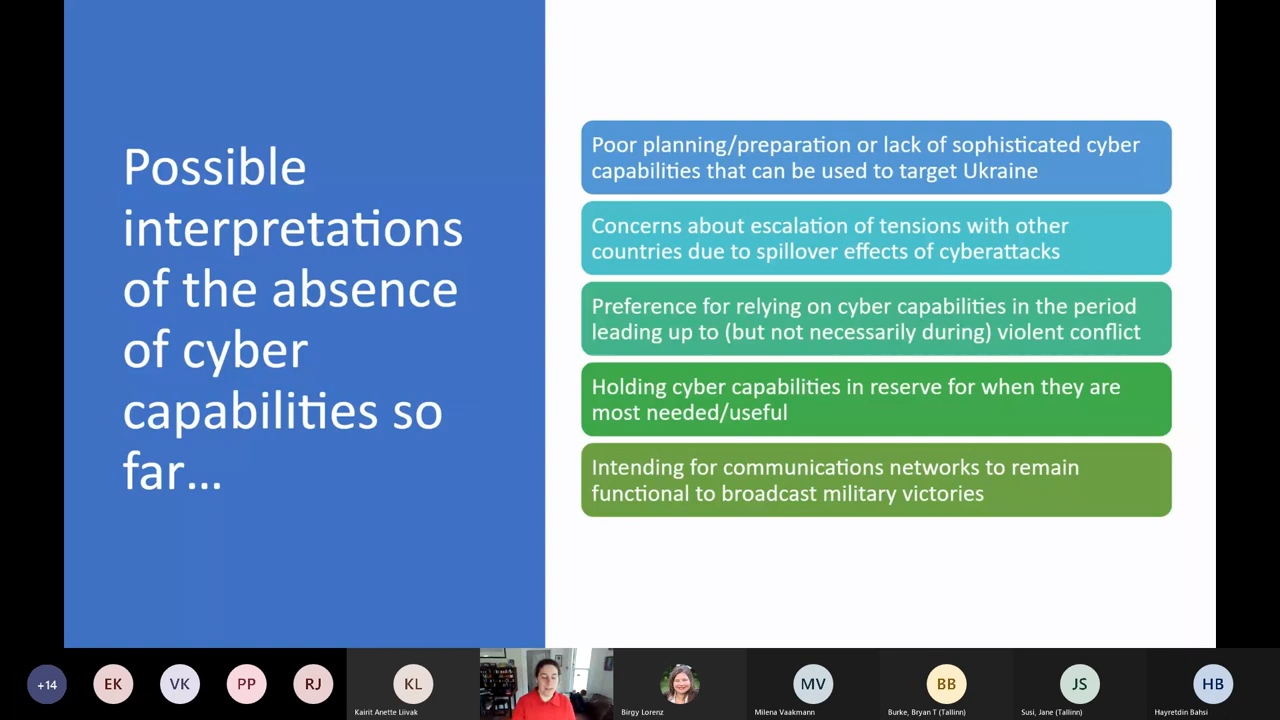 Possible
interpretations
of the absence
of cyber
capabilities so
far...
Poor planning/preparation or lack of sophisticated cyber
capabilities that can be used to target Ukraine
Concerns about escalation of tensions with other
countries due to spillover effects of cyberattacks
Preference for relying on cyber capabilities in the period
leading up to (but not necessarily during) violent conflict
Holding cyber capabilities in reserve for when they are
most needed/useful
Intending for communications networks to remain
functional to broadcast military victories
+14
EK
VK
PP
RJ
KL
MV
BB
JS
HB
Kairit Anette Liivak
Birgy Lorenz
Milena Vaakmann
Burke, Bryan T (Tallinn)
Susi, Jane (Tallinn)
Hayretdin Bahsi